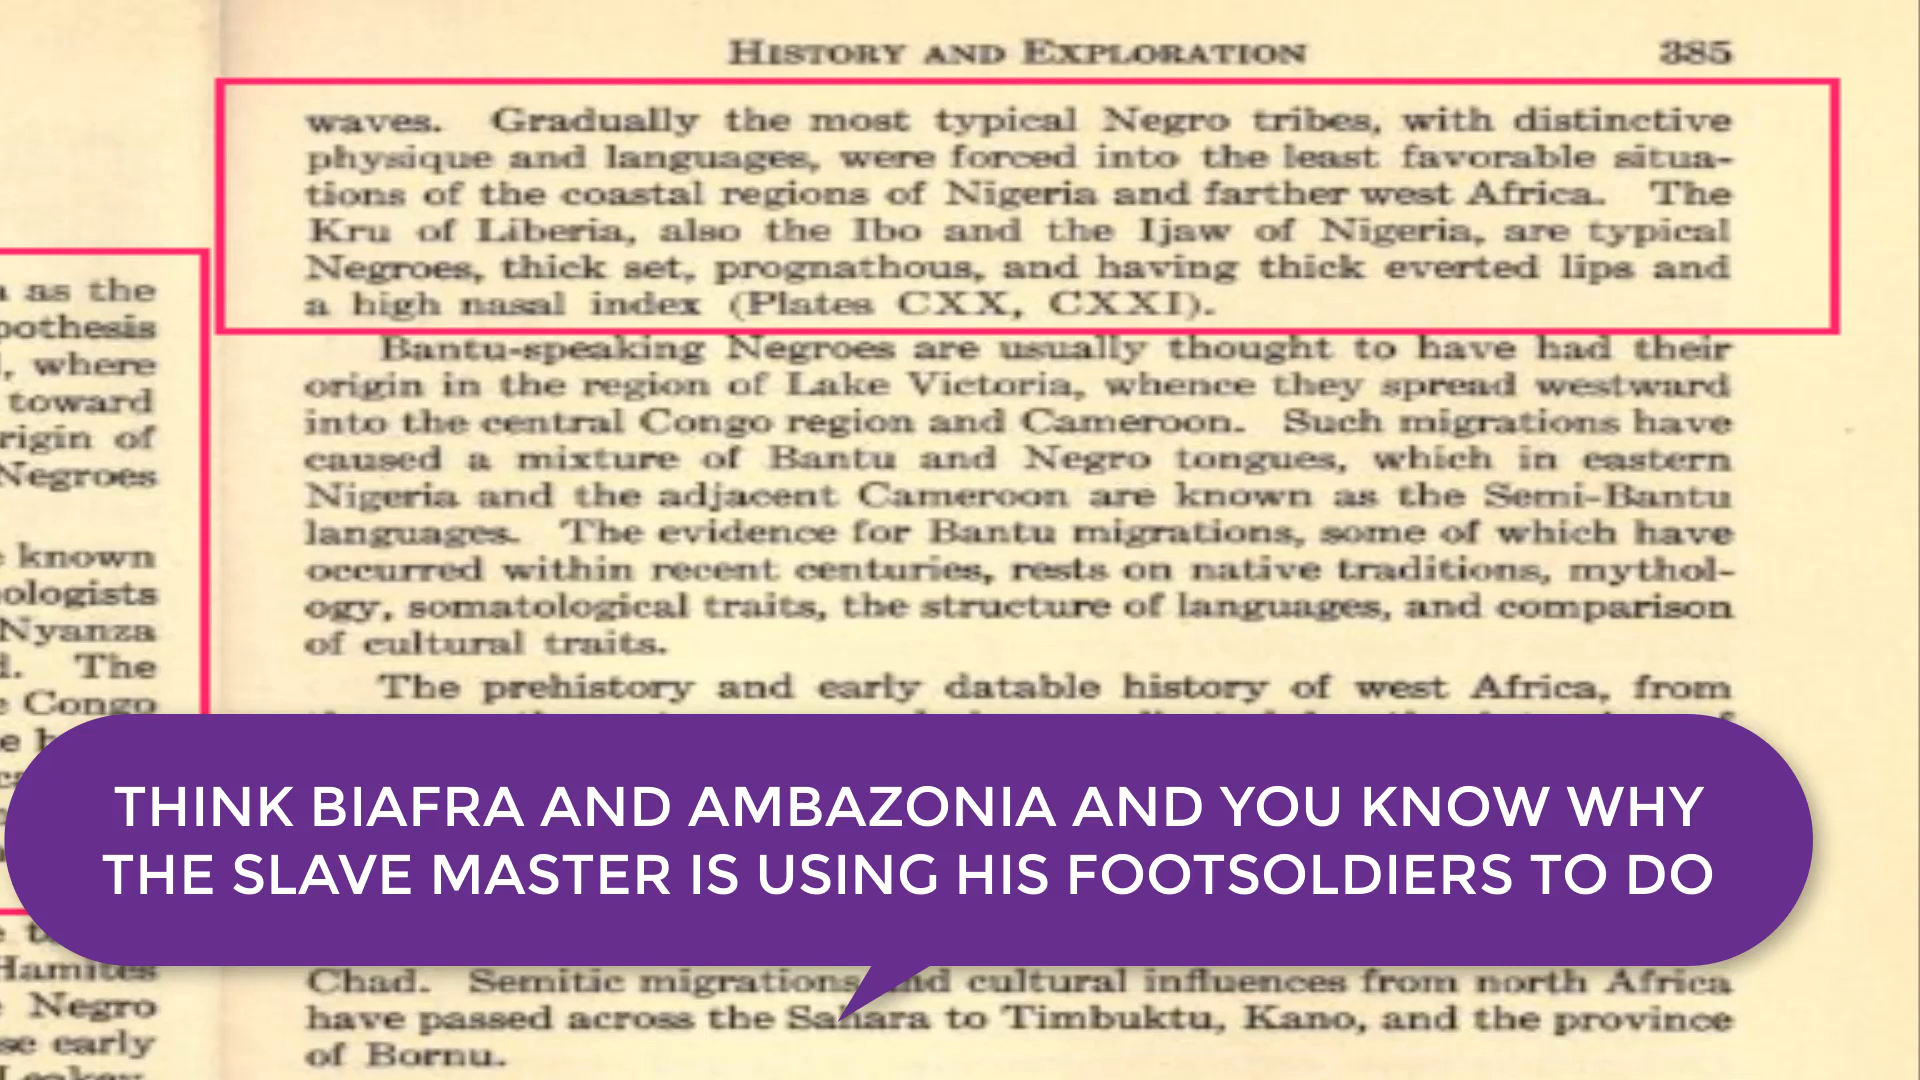 HISTORY AND EXPLORATION 385
waves. Gradually the most typical Negro tribes, with distinctive
physique and languages, were forced into the least favorable situa-
tions of the coastal regions of Nigeria and farther west Africa. The
Kru of Liberia, also the Ibo and the Ijaw of Nigeria, are typical
Negroes, thick set, prognathous, and having thick everted lips and
a high nasal index (Plates CXX, CXXI).
Bantu-speaking Negroes are usually thought to have had their
origin in the region of Lake Victoria, whence they spread westward
into the central Congo region and Cameroon. Such migrations have
caused a mixture of Bantu and Negro tongues, which in eastern
Nigeria and the adjacent Cameroon are known as the Semi-Bantu
languages. The evidence for Bantu migrations, some of which have
occurred within recent centuries, rests on native traditions, mythol-
ogy, somatological traits, the structure of languages, and comparison
of cultural traits.
The prehistory and early datable history of west Africa, from
Chad. Semitic migrations and cultural influences from north Africa
have passed across the Sahara to Timbuktu, Kano, and the province
of Bornu.
as the
where
toward
Negroes
known
Nyanza
The
Congo
Hamites
Negro
early
Leakey
THINK BIAFRA AND AMBAZONIA AND YOU KNOW WHY
THE SLAVE MASTER IS USING HIS FOOTSOLDIERS TO DO